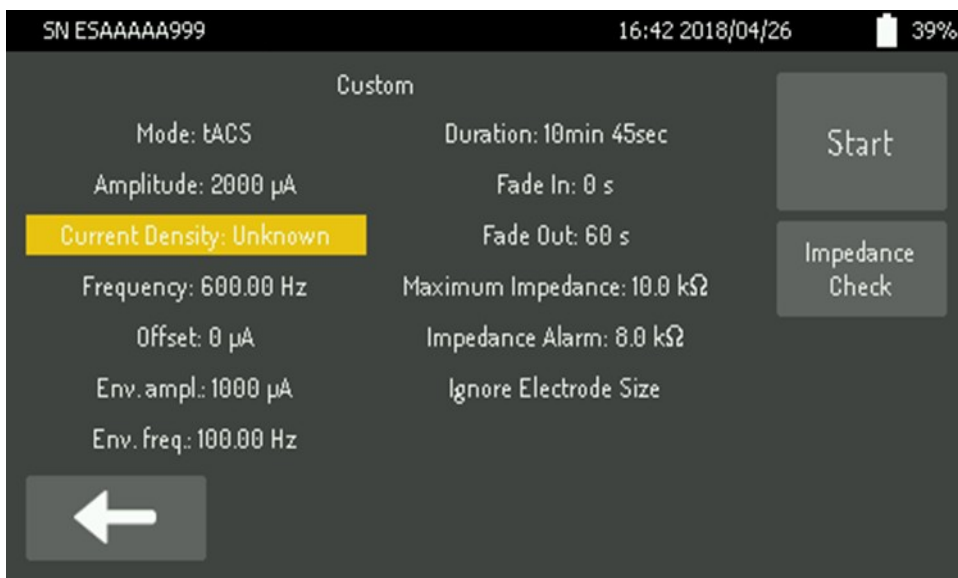 SN ESAAAAA999 16:42 2018/04/26 39%
Custom
Mode: tACS
Amplitude: 2000 µA
Current Density: Unknown
Frequency: 600.00 Hz
Offset: 0 µA
Env. ampl.: 1000 µA
Env. freq.: 100.00 Hz
Duration: 10min 45sec
Fade In: 0 s
Fade Out: 60 s
Maximum Impedance: 10.0 kΩ
Impedance Alarm: 8.0 kΩ
Ignore Electrode Size
Start
Impedance
Check